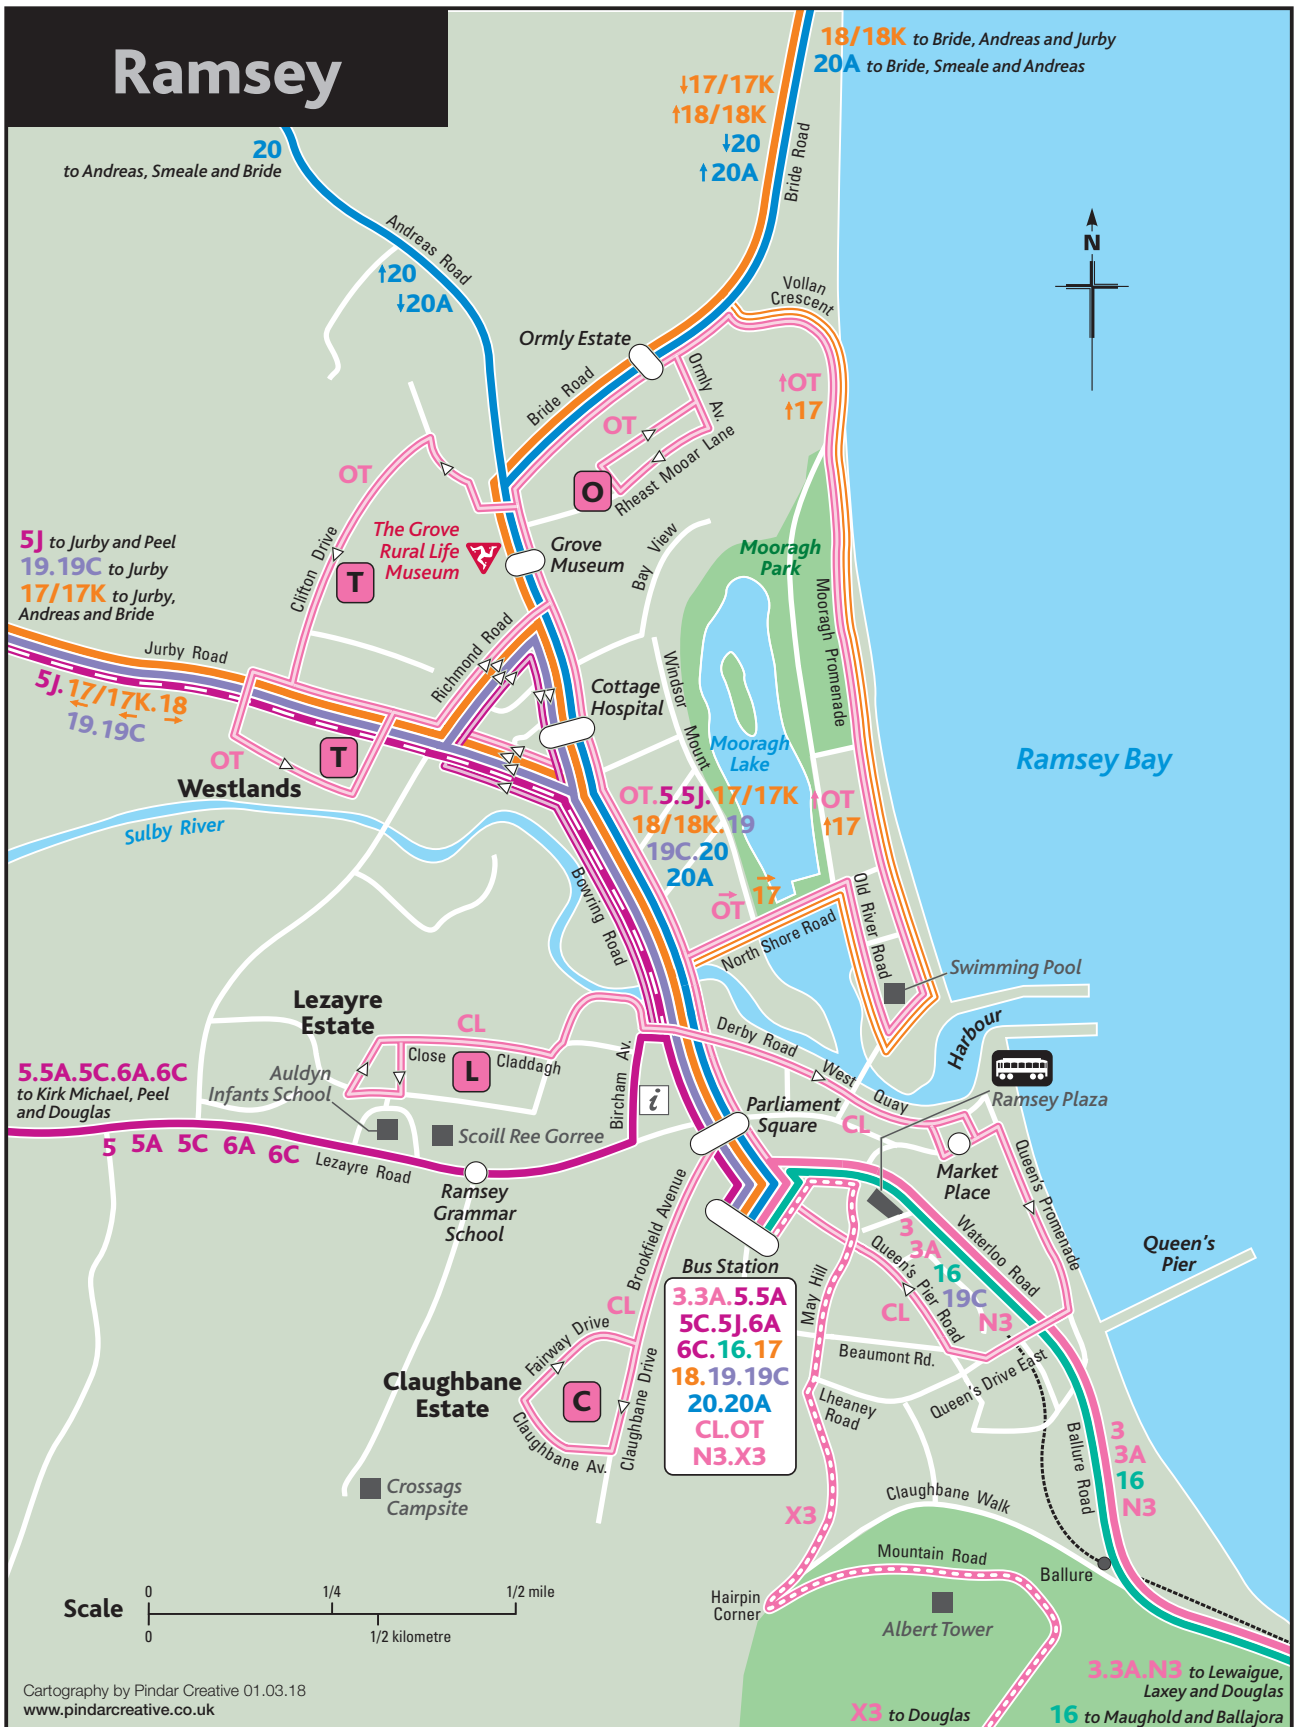 Ramsey
18/18K to Bride, Andreas and Jurby
20A to Bride, Smeale and Andreas
↓17/17K
↑18/18K
↓20
↑20A
Bride Road
20
to Andreas, Smeale and Bride
Andreas Road
↑20
↓20A
N
Vollan
Crescent
Ormly Estate
Bride Road
Ormly Av.
OT
Rheast Mooar Lane
O
↑OT
↑17
OT
Clifton Drive
T
The Grove
Rural Life
Museum
Grove
Museum
Bay View
Mooragh
Park
Mooragh Promenade
5J to Jurby and Peel
19.19C to Jurby
17/17K to Jurby,
Andreas and Bride
Jurby Road
Richmond Road
5J.17/17K.18
19.19C
OT
T
Westlands
Cottage
Hospital
Windsor Mount
Mooragh
Lake
Ramsey Bay
Sulby River
OT.5.5J.17/17K
18/18K.19
19C.20
20A
↑OT
↑17
OT
17
Bowring Road
North Shore Road
Old River Road
Swimming Pool
Harbour
Lezayre
Estate
CL
Close Claddagh
L
Derby Road
West Quay
Ramsey Plaza
5.5A.5C.6A.6C
to Kirk Michael, Peel
and Douglas
Auldyn
Infants School
Bircham Av.
i
Parliament
Square
CL
Scoill Ree Gorree
5 5A 5C 6A 6C
Lezayre Road
Ramsey
Grammar
School
Market
Place
Queen's Promenade
Brookfield Avenue
Bus Station
3.3A.5.5A
5C.5J.6A
6C.16.17
18.19.19C
20.20A
CL.OT
N3.X3
3
3A
16
19C
N3
Waterloo Road
Queen's
Pier
May Hill
Queen's Pier Road
CL
CL
Fairway Drive
Claughbane
Estate
C
Claughbane Drive
Claughbane Av.
Beaumont Rd.
Queen's Drive East
Lheaney
Road
3
3A
16
N3
Ballure Road
Crossags
Campsite
X3
Claughbane Walk
Mountain Road
Ballure
Hairpin
Corner
Albert Tower
Scale
0 1/4 1/2 mile
0 1/2 kilometre
3.3A.N3 to Lewaigue,
Laxey and Douglas
X3 to Douglas
16 to Maughold and Ballajora
Cartography by Pindar Creative 01.03.18
www.pindarcreative.co.uk